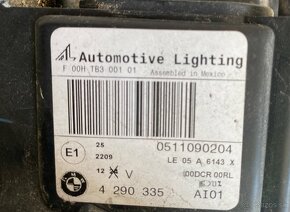 Automotive Lighting
F 00H TB3 001 01
Assembled in Mexico
E1
25
2209
0511090204
LE 05 A 6143 X
12 V
00DCR 00RL
4 290 335
AI01